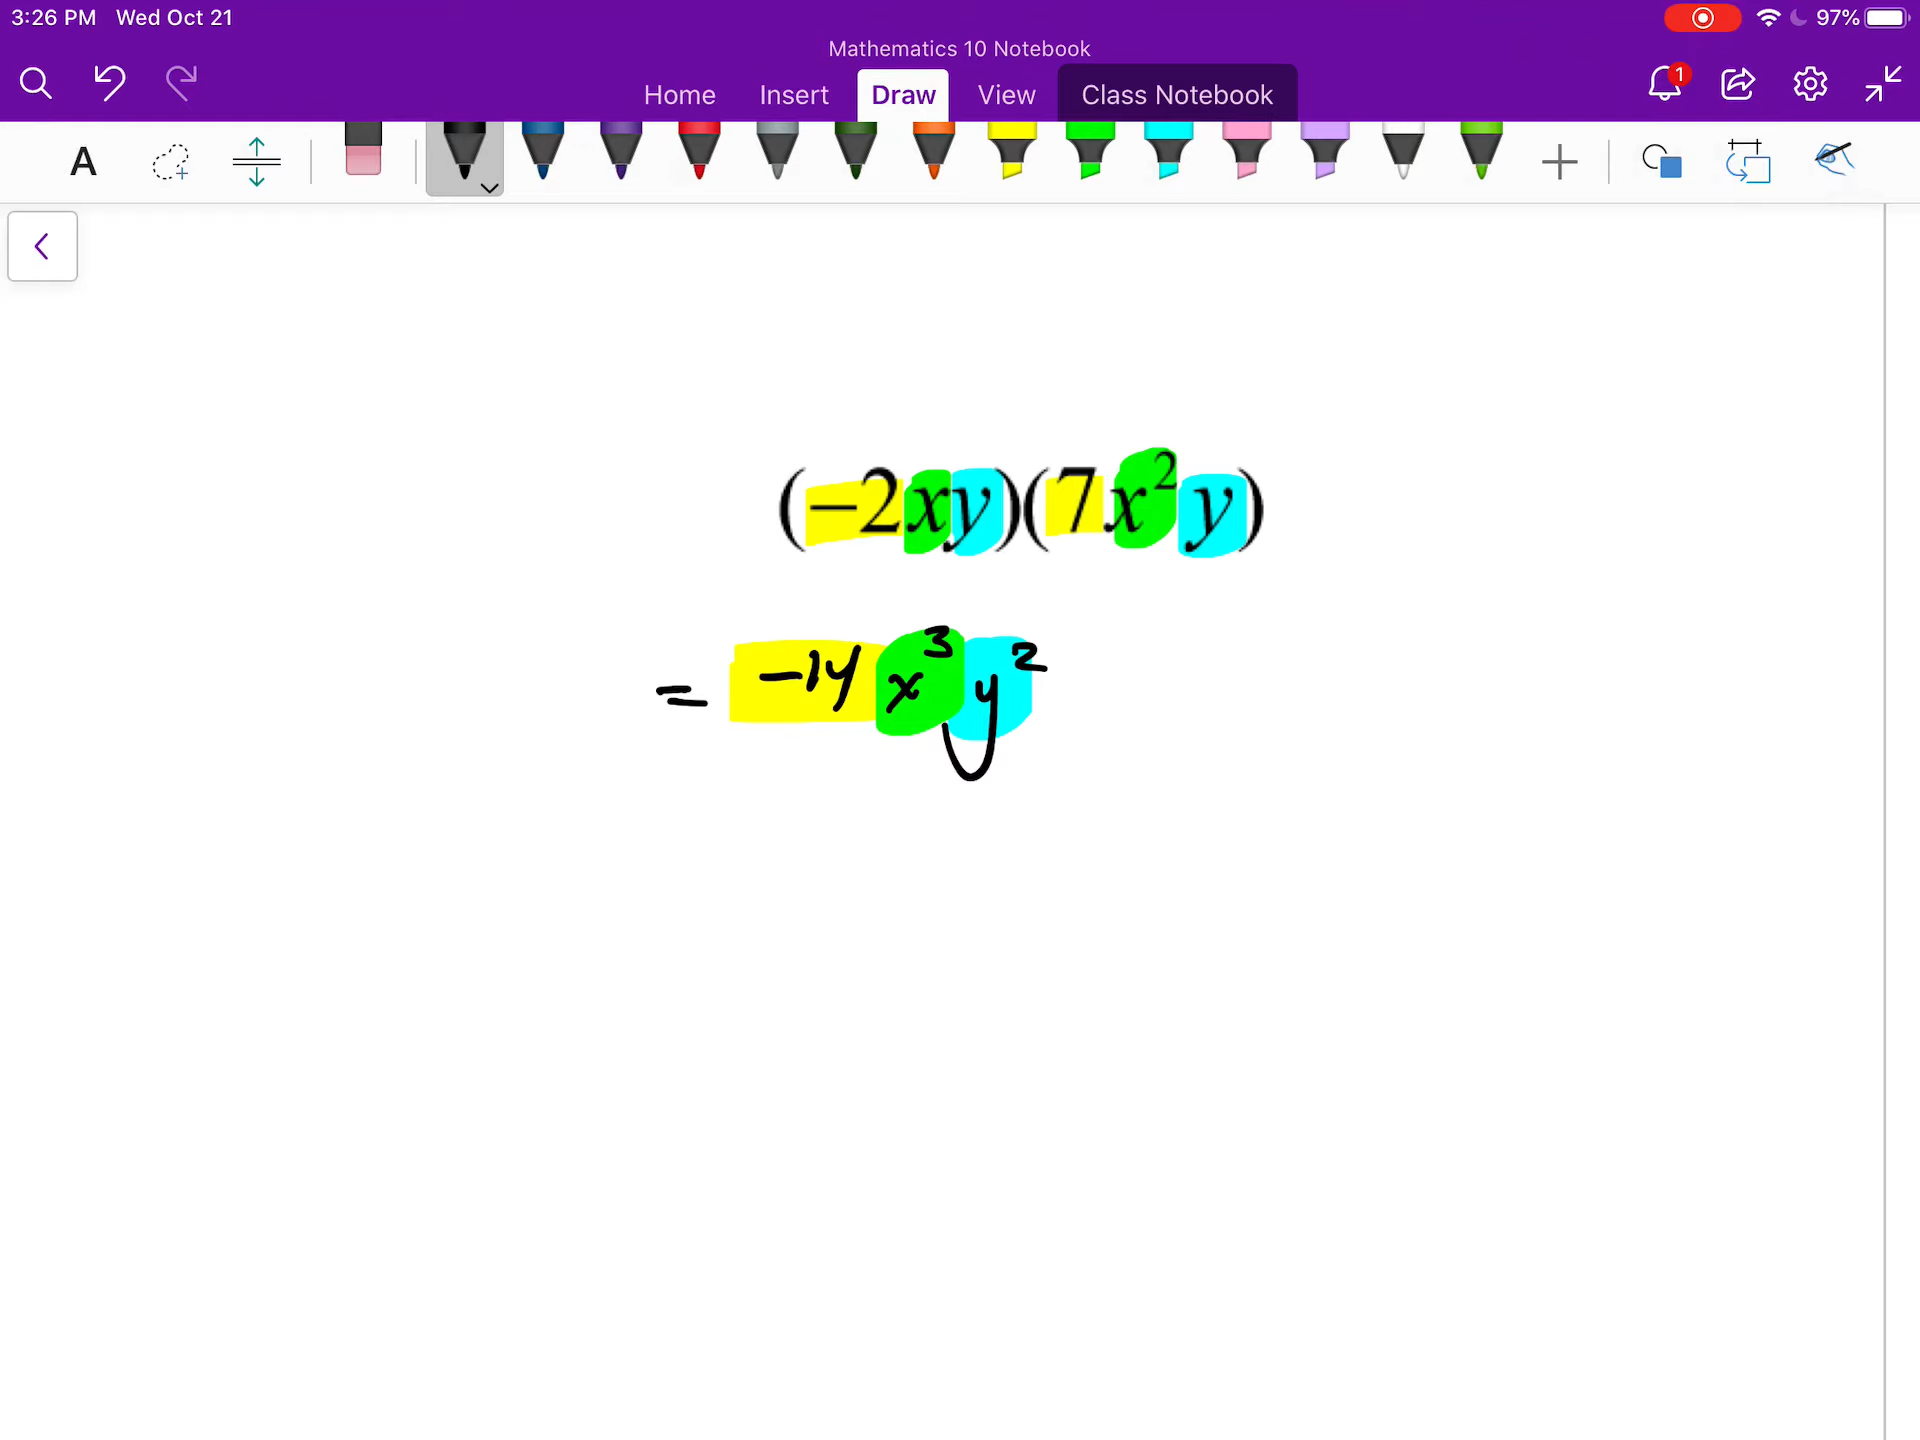 3:26 PM Wed Oct 21 97%
Mathematics 10 Notebook
Home Insert Draw View Class Notebook 1
A
(−2xy)(7x²y)
= −14x³y²